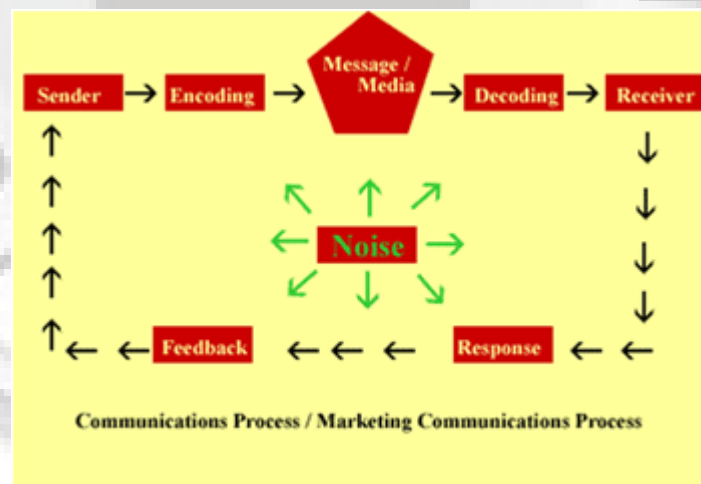 Sender
Encoding
Message /
Media
Decoding
Receiver
Noise
Feedback
Response
Communications Process / Marketing Communications Process